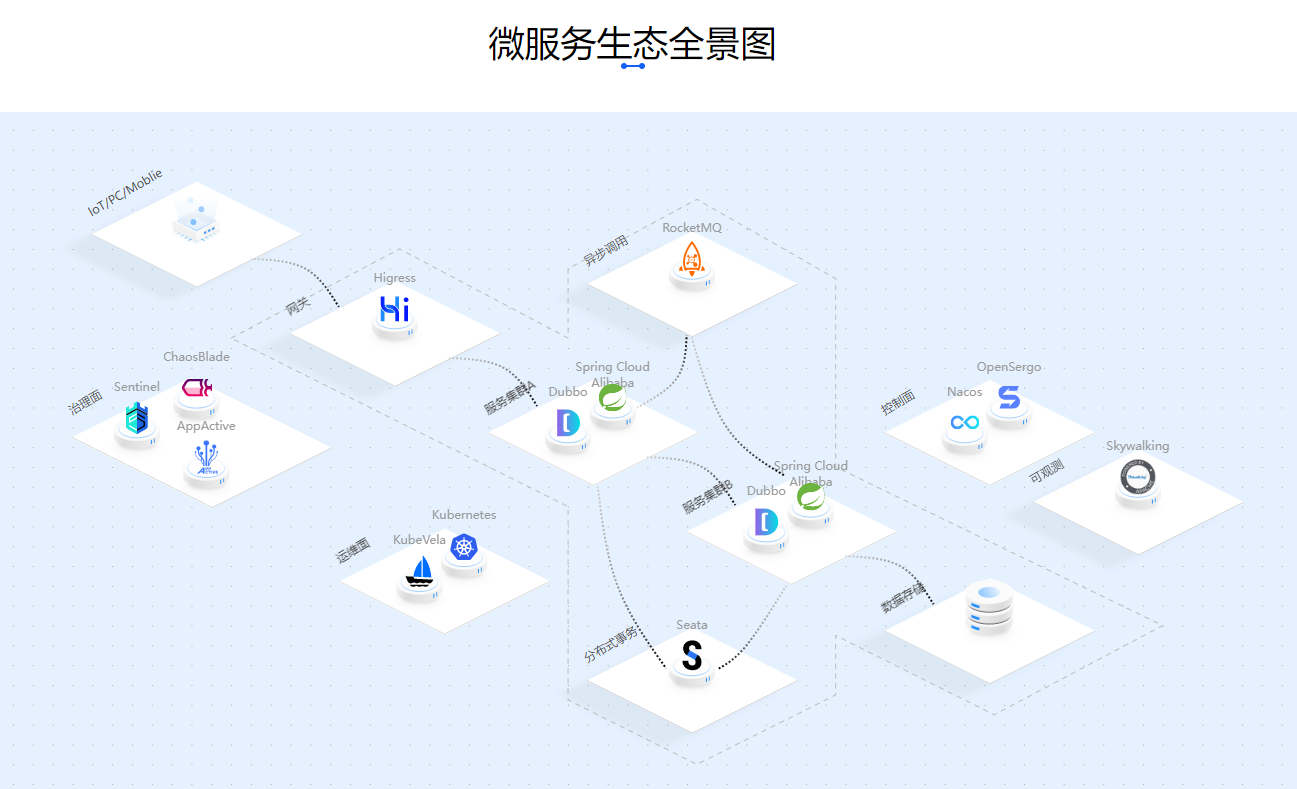 微服务生态全景图
IoT/PC/Moblie
异步调用
RocketMQ
网关
Higress
治理面
ChaosBlade
Sentinel
AppActive
服务集群A
Spring Cloud
Alibaba
Dubbo
控制面
OpenSergo
Nacos
可观测
Skywalking
服务集群B
Spring Cloud
Alibaba
Dubbo
运维面
Kubernetes
KubeVela
数据存储
分布式事务
Seata